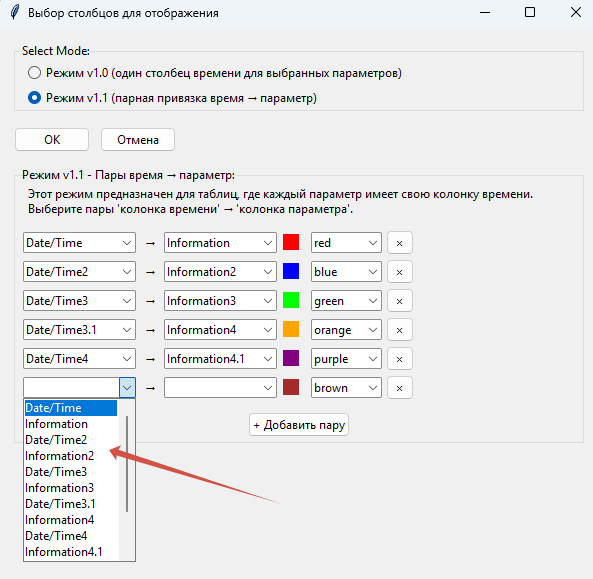 Выбор столбцов для отображения
Select Mode:
Режим v1.0 (один столбец времени для выбранных параметров)
Режим v1.1 (парная привязка время → параметр)
OK Отмена
Режим v1.1 - Пары время → параметр:
Этот режим предназначен для таблиц, где каждый параметр имеет свою колонку времени.
Выберите пары 'колонка времени' → 'колонка параметра'.
Date/Time → Information red ×
Date/Time2 → Information2 blue ×
Date/Time3 → Information3 green ×
Date/Time3.1 → Information4 orange ×
Date/Time4 → Information4.1 purple ×
→ brown ×
+ Добавить пару
Date/Time
Information
Date/Time2
Information2
Date/Time3
Information3
Date/Time3.1
Information4
Date/Time4
Information4.1